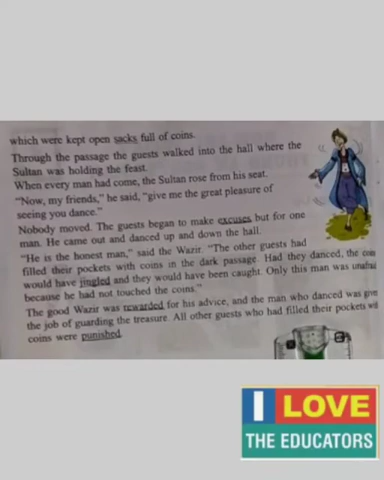 which were kept open sacks full of coins.
Through the passage the guests walked into the hall where the
Sultan was holding the feast.
When every man had come, the Sultan rose from his seat.
"Now, my friends," he said, "give me the great pleasure of
seeing you dance."
Nobody moved. The guests began to make excuses but for one
man. He came out and danced up and down the hall.
"He is the honest man," said the Wazir. "The other guests had
filled their pockets with coins in the dark passage. Had they danced, the coins
would have jingled and they would have been caught. Only this man was
because he had not touched the coins."
The good Wazir was rewarded for his advice, and the man who danced was given
the job of guarding the treasure. All other guests who had filled their pockets with
coins were punished.
I LOVE
THE EDUCATORS